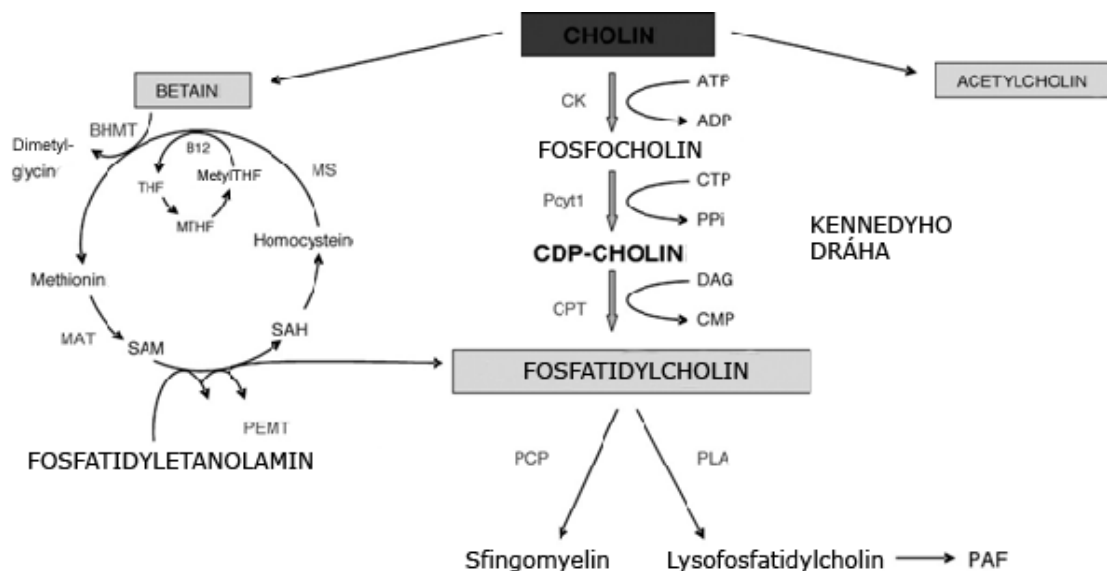 CHOLIN
BETAIN
ACETYLCHOLIN
CK
ATP
ADP
FOSFOCHOLIN
BHMT
Dimetyl-
glycin
B12
THF
MetylTHF
MTHF
MS
Homocystein
Methionin
MAT
SAM
SAH
PEMT
FOSFATIDYLETANOLAMIN
Pcyt1
CTP
PPi
KENNEDYHO
DRÁHA
CDP-CHOLIN
CPT
DAG
CMP
FOSFATIDYLCHOLIN
PCP
PLA
Sfingomyelin
Lysofosfatidylcholin
PAF